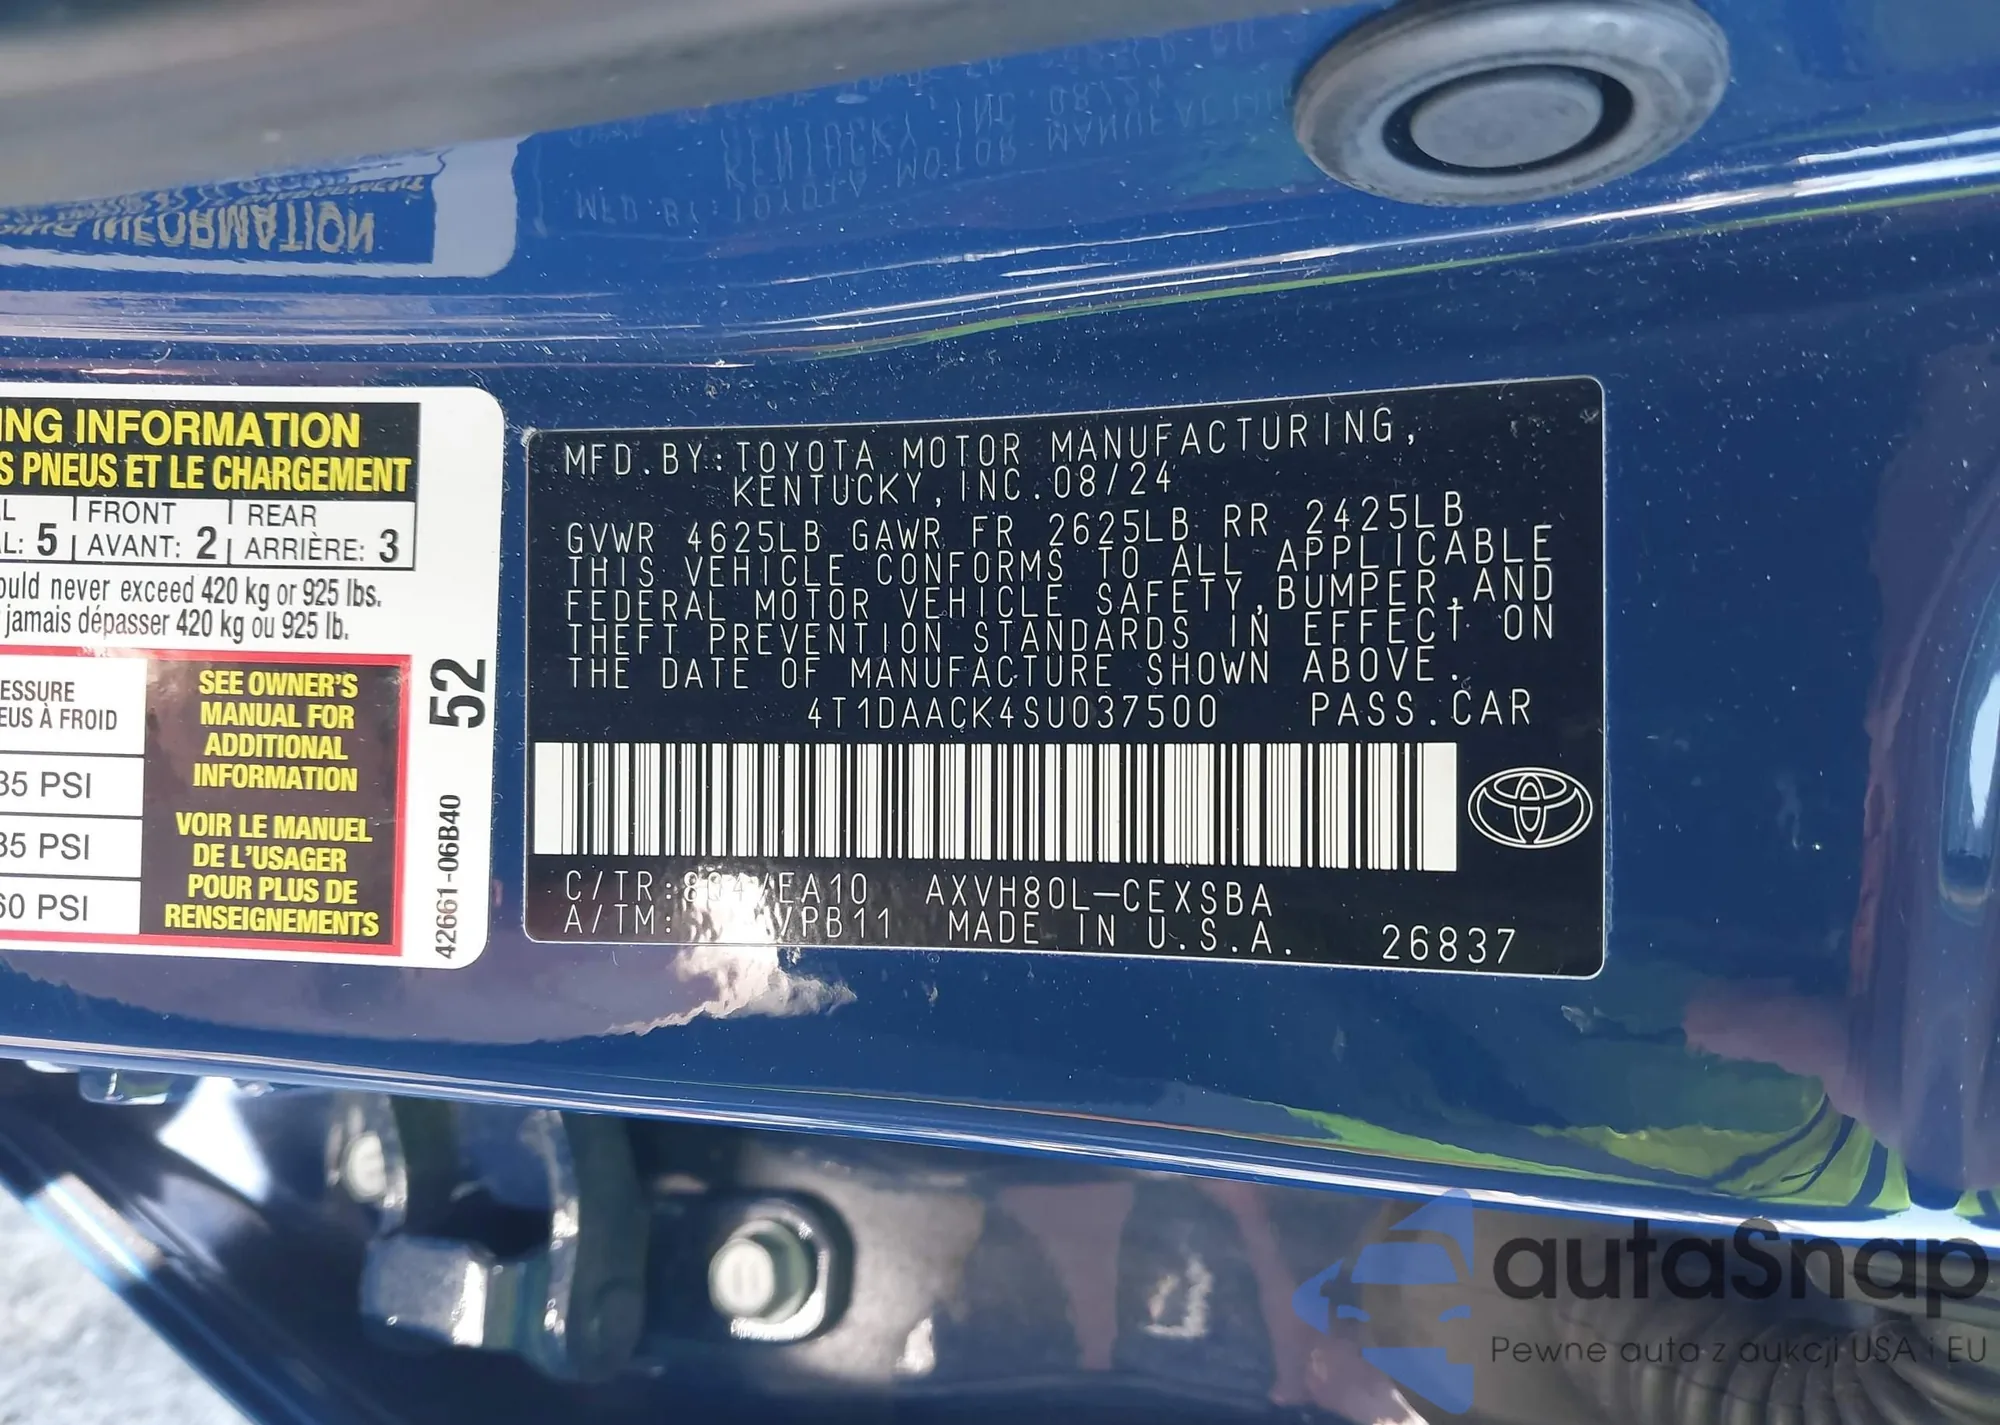 ING INFORMATION
S PNEUS ET LE CHARGEMENT
FRONT REAR
5 AVANT: 2 ARRIÈRE: 3
ould never exceed 420 kg or 925 lbs.
jamais dépasser 420 kg ou 925 lb.
ESSURE
EUS À FROID
35 PSI
35 PSI
60 PSI
SEE OWNER'S
MANUAL FOR
ADDITIONAL
INFORMATION
VOIR LE MANUEL
DE L'USAGER
POUR PLUS DE
RENSEIGNEMENTS
52
42661-06B40
MFD.BY:TOYOTA MOTOR MANUFACTURING,
KENTUCKY,INC.08/24
GVWR 4625LB GAWR FR 2625LB RR 2425LB
THIS VEHICLE CONFORMS TO ALL APPLICABLE
FEDERAL MOTOR VEHICLE SAFETY,BUMPER,AND
THEFT PREVENTION STANDARDS IN EFFECT ON
THE DATE OF MANUFACTURE SHOWN ABOVE.
4T1DAACK4SU037500 PASS.CAR
C/TR: EA10 AXVH80L-CEXSBA
A/TM: /PB11 MADE IN U.S.A. 26837
autaSnap
Pewne auta z aukcji USA i EU